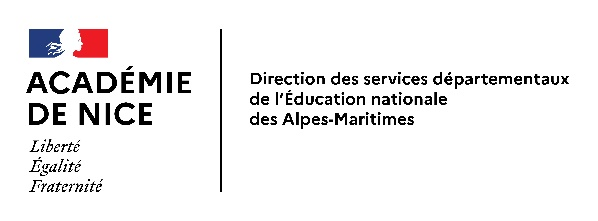 ACADÉMIE
DE NICE
Liberté
Égalité
Fraternité
Direction des services départementaux
de l'Éducation nationale
des Alpes-Maritimes